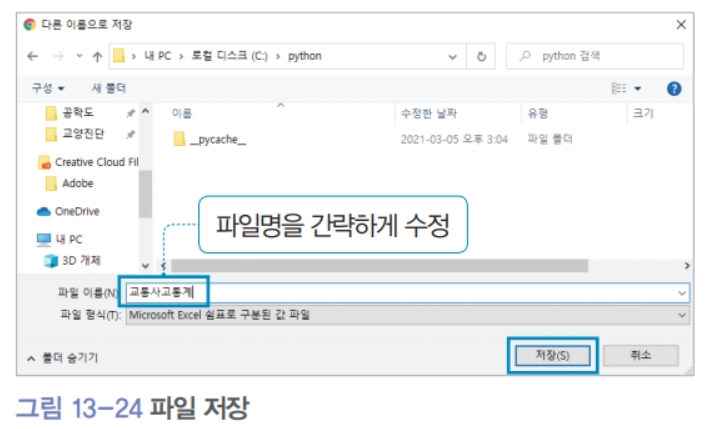 다른 이름으로 저장
내 PC > 로컬 디스크 (C:) > python
python 검색
구성
새 폴더
이름
수정한 날짜
유형
크기
공학도
교양진단
Creative Cloud Fil
Adobe
OneDrive
내 PC
3D 개체
__pycache__
2021-03-05 오후 3:04
파일 폴더
파일명을 간략하게 수정
파일 이름(N)
교통사고통계
파일 형식(T):
Microsoft Excel 쉼표로 구분된 값 파일
폴더 숨기기
저장(S)
취소
그림 13-24 파일 저장